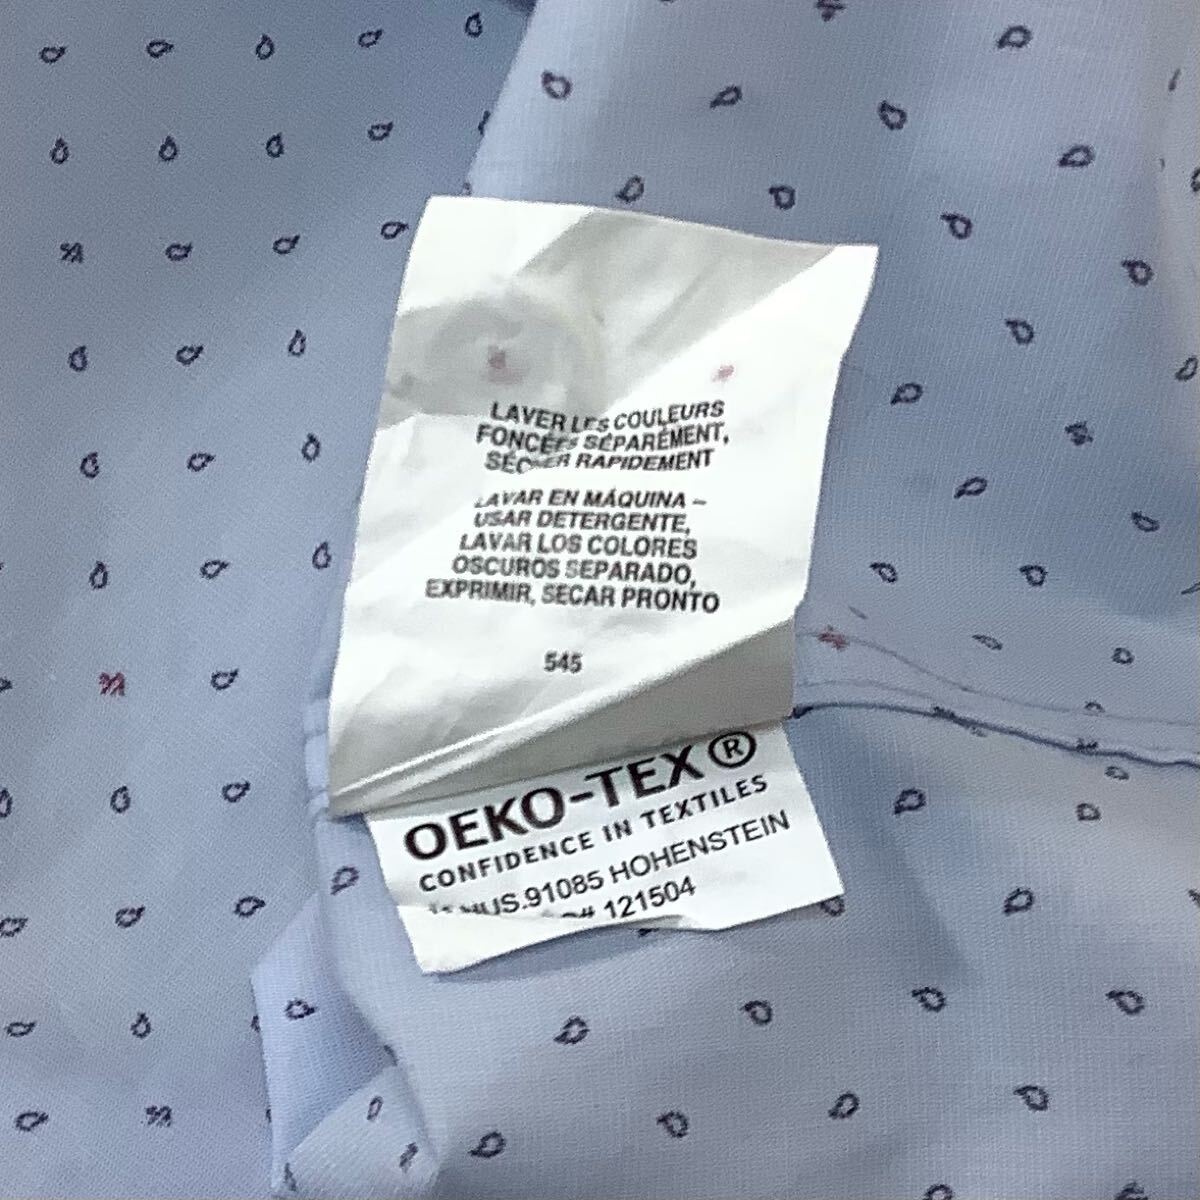 LAVER LES COULEURS
FONCÉES SÉPARÉMENT,
SÉCHER RAPIDEMENT
LAVAR EN MÁQUINA –
USAR DETERGENTE,
LAVAR LOS COLORES
OSCUROS SEPARADO,
EXPRIMIR, SECAR PRONTO
545
OEKO-TEX®
CONFIDENCE IN TEXTILES
HUS.91085 HOHENSTEIN
# 121504